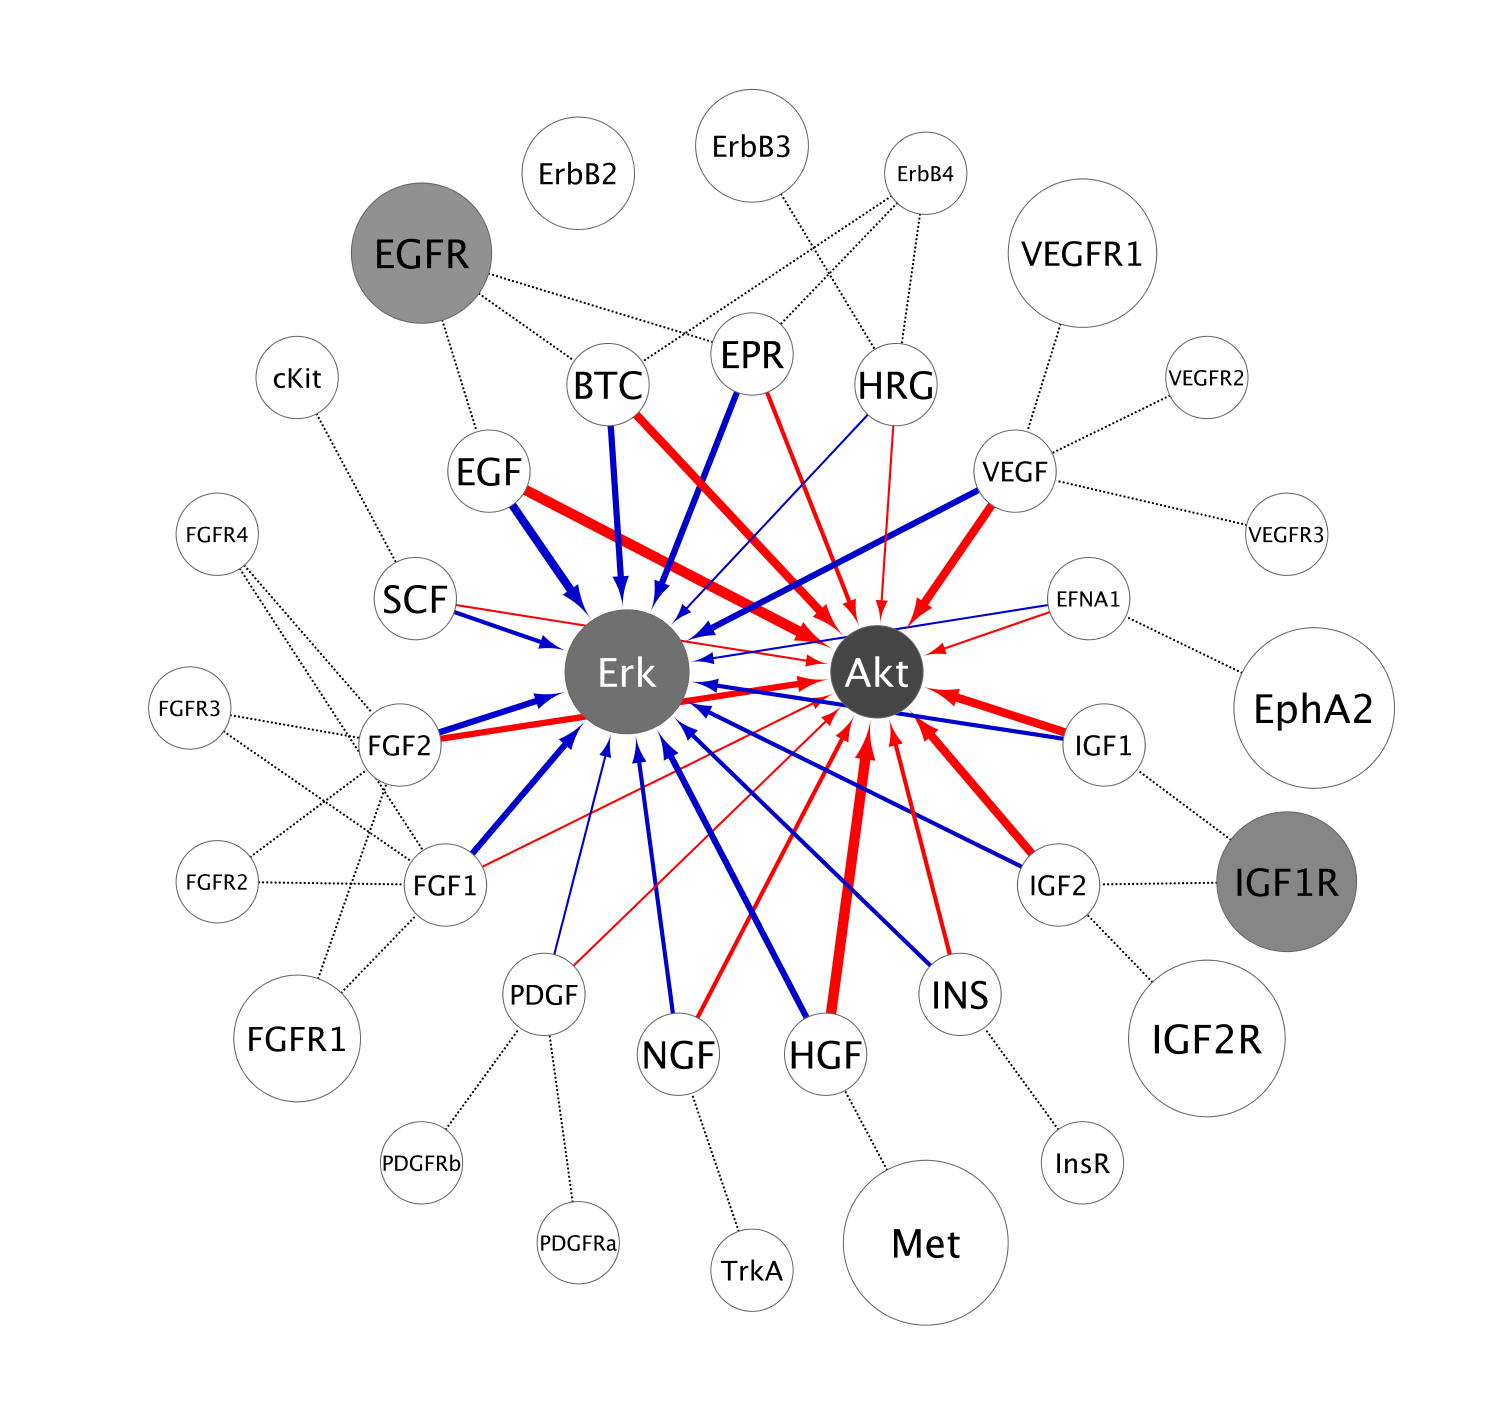 ErbB3
ErbB2
ErbB4
EGFR
VEGFR1
EPR
cKit
BTC
HRG
VEGFR2
EGF
VEGF
FGFR4
VEGFR3
SCF
EFNA1
Erk
Akt
FGFR3
EphA2
FGF2
IGF1
FGFR2
FGF1
IGF2
IGF1R
PDGF
INS
FGFR1
NGF
HGF
IGF2R
PDGFRb
InsR
PDGFRa
TrkA
Met